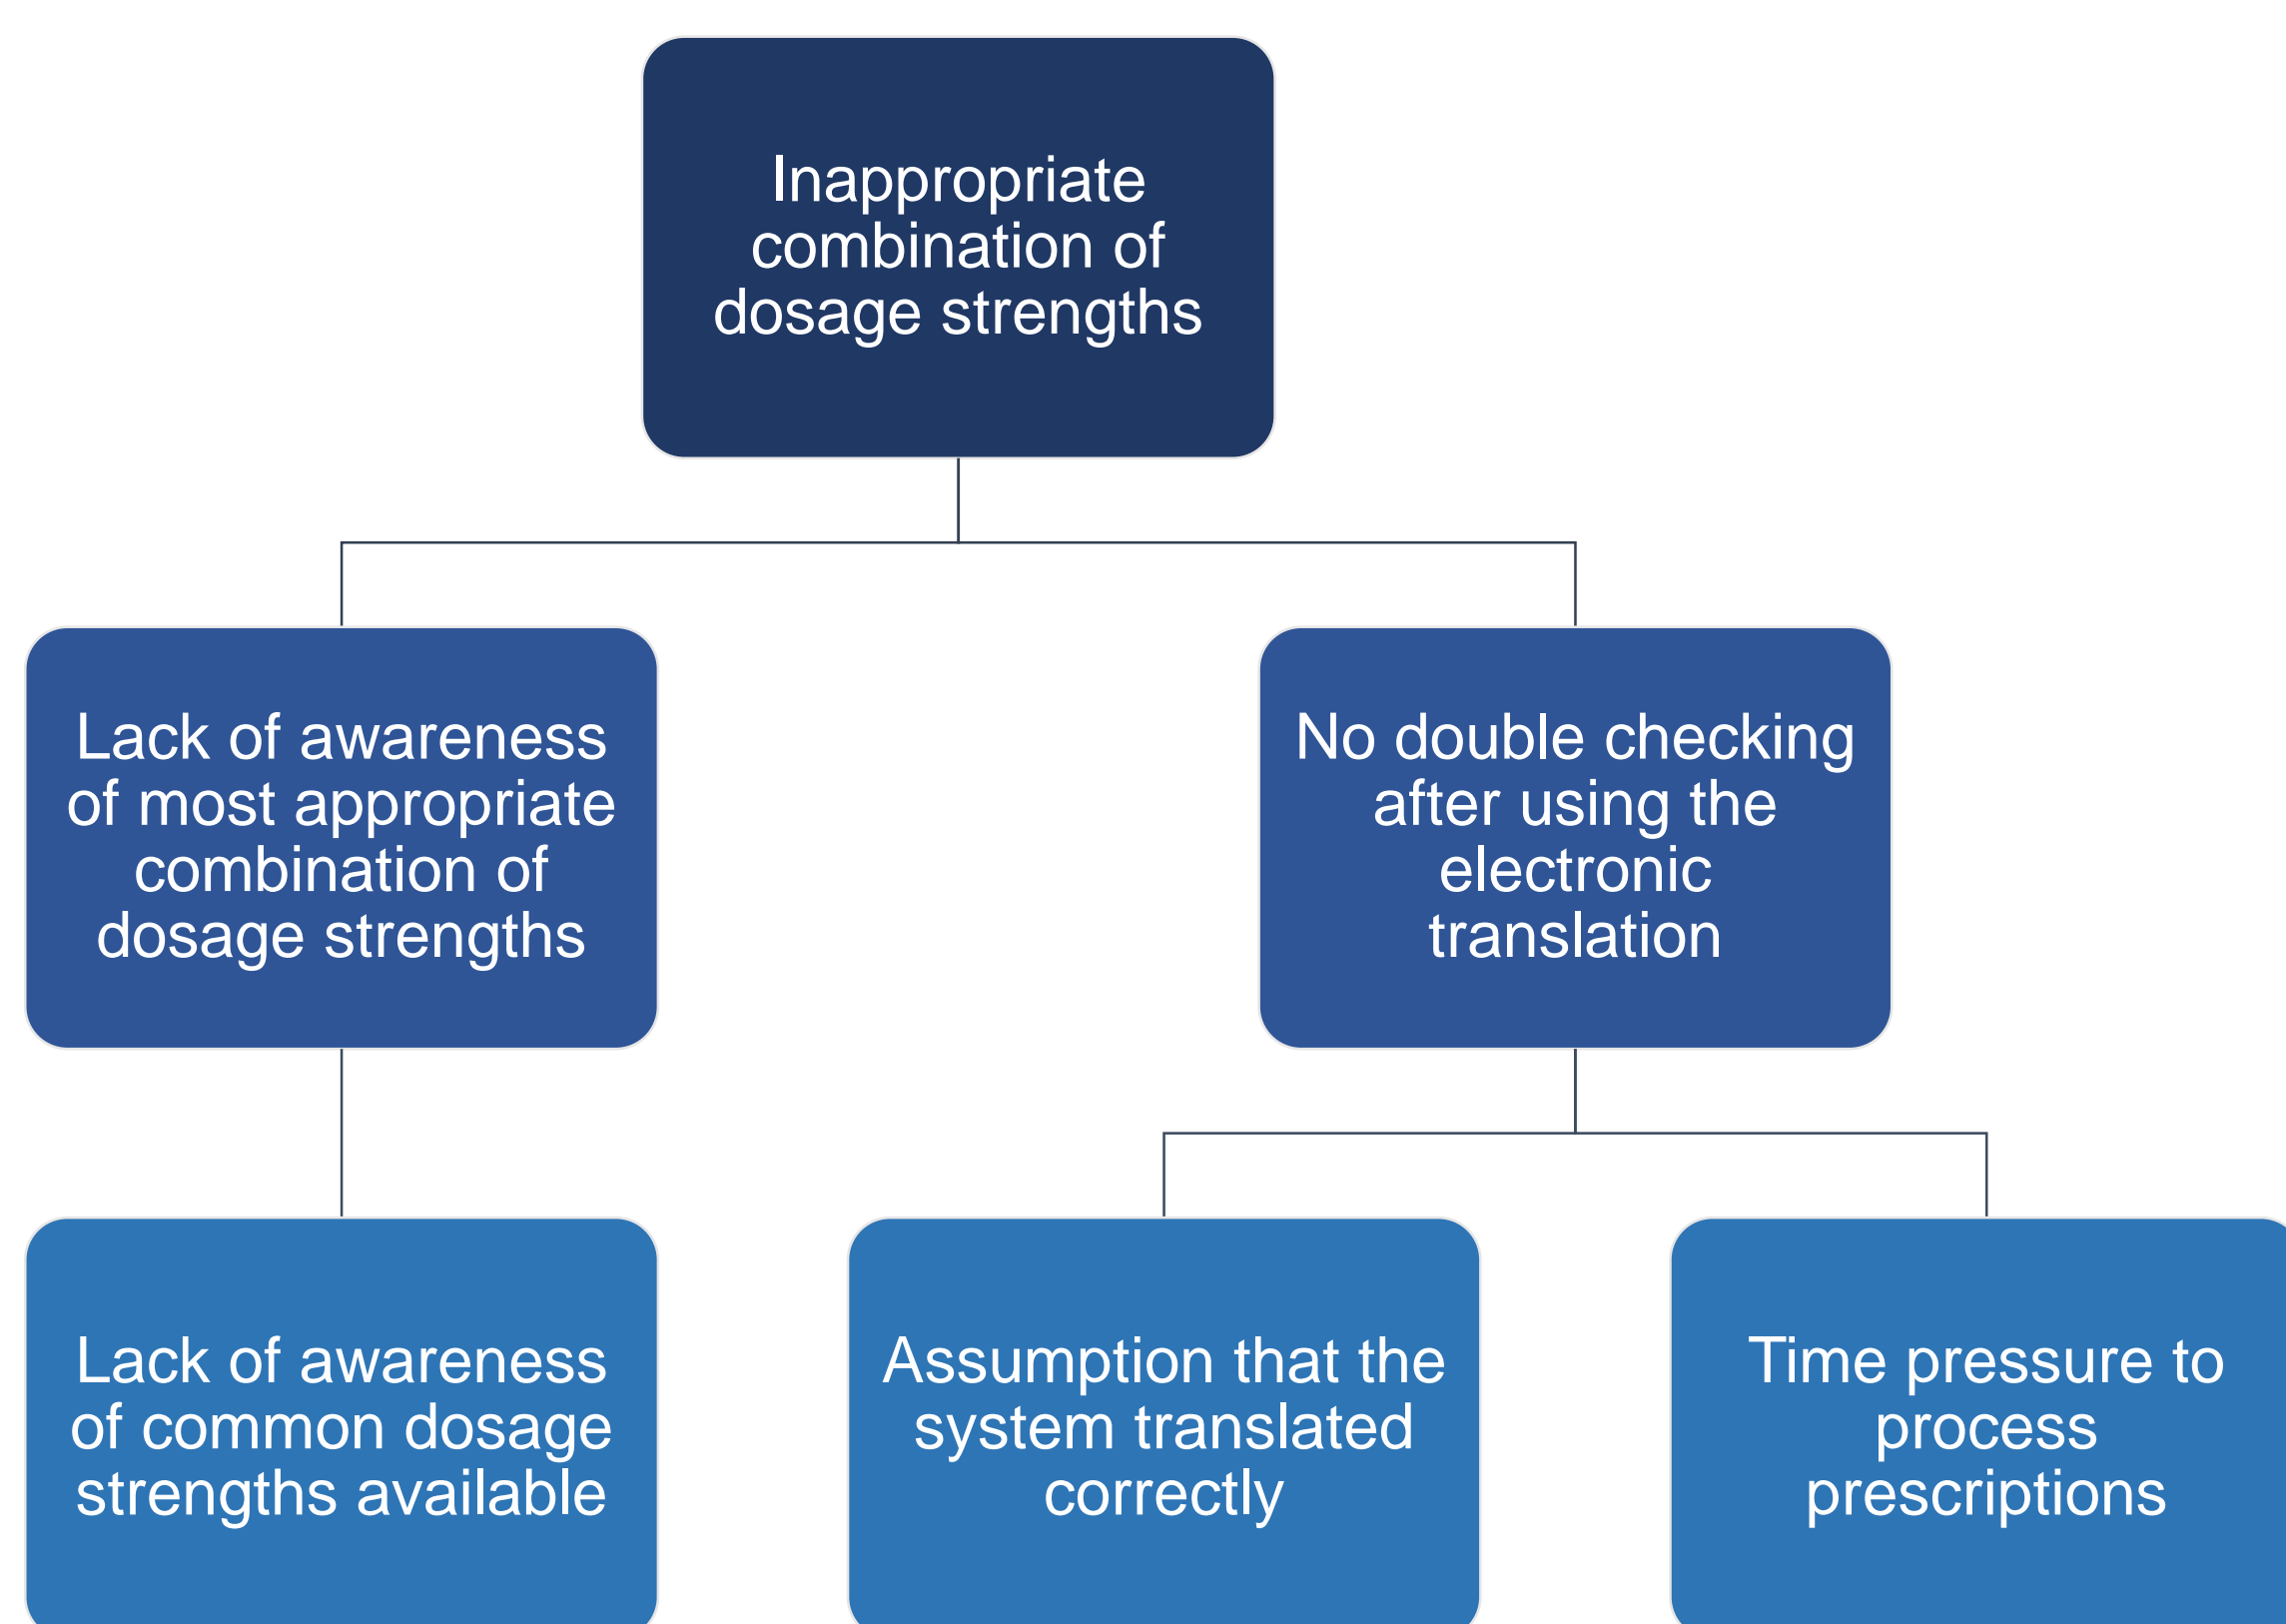 Inappropriate
combination of
dosage strengths
Lack of awareness
of most appropriate
combination of
dosage strengths
No double checking
after using the
electronic
translation
Lack of awareness
of common dosage
strengths available
Assumption that the
system translated
correctly
Time pressure to
process
prescriptions